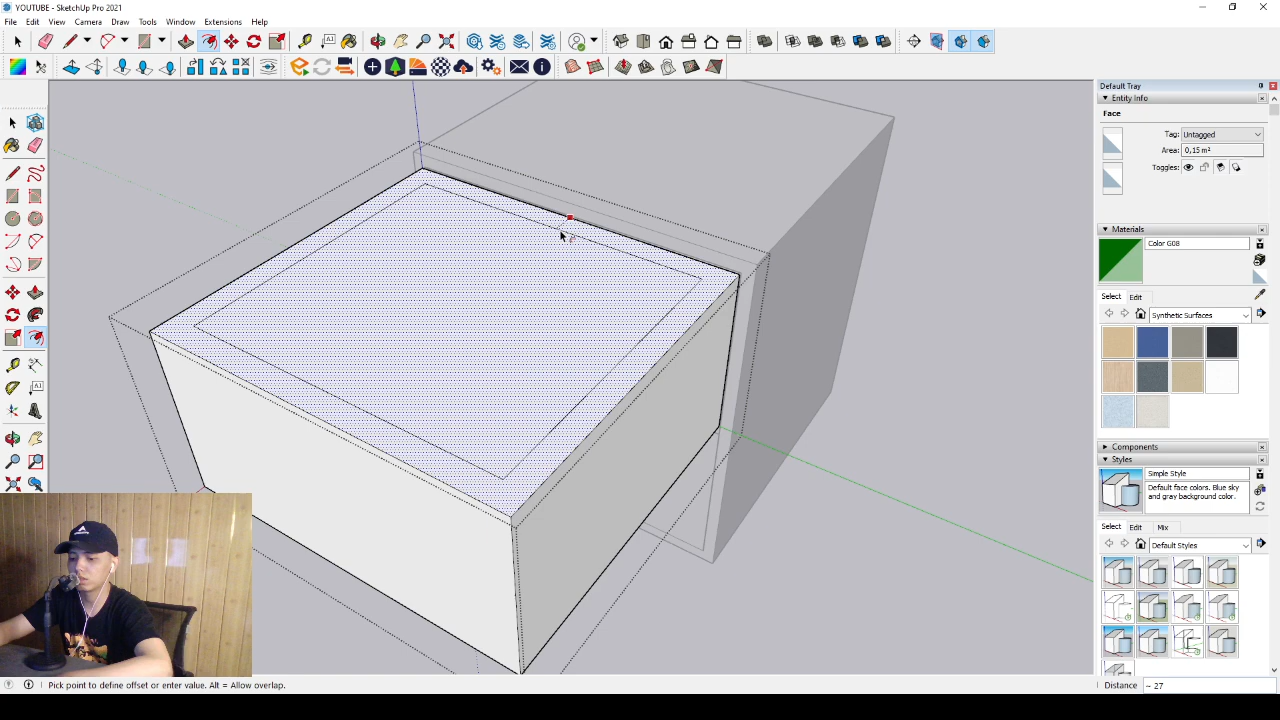 YOUTUBE - SketchUp Pro 2021
File Edit View Camera Draw Tools Window Extensions Help
Default Tray
Entity Info
Face
Tag: Untagged
Area: 0,15 m²
Toggles:
Materials
Color G08
Select Edit
Synthetic Surfaces
Components
Styles
Simple Style
Default face colors. Blue sky
and gray background color.
Select Edit Mix
Default Styles
Pick point to define offset or enter value. Alt = Allow overlap.
Distance ~ 27